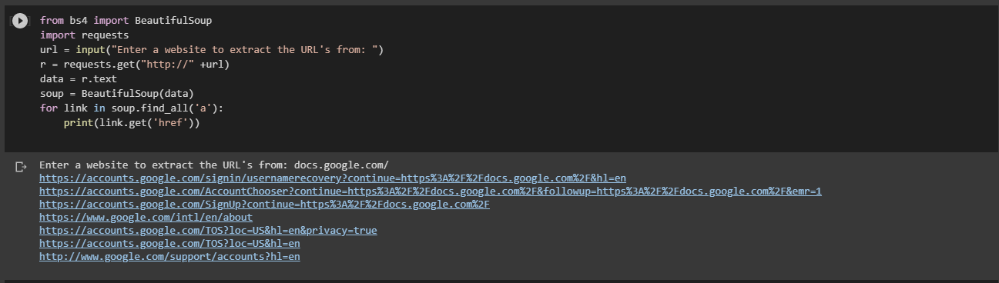 from bs4 import BeautifulSoup
import requests
url = input("Enter a website to extract the URL's from: ")
r = requests.get("http://" +url)
data = r.text
soup = BeautifulSoup(data)
for link in soup.find_all('a'):
    print(link.get('href'))
Enter a website to extract the URL's from: docs.google.com/
https://accounts.google.com/signin/usernamerecovery?continue=https%3A%2F%2Fdocs.google.com%2F&hl=en
https://accounts.google.com/AccountChooser?continue=https%3A%2F%2Fdocs.google.com%2F&followup=https%3A%2F%2Fdocs.google.com%2F&emr=1
https://accounts.google.com/SignUp?continue=https%3A%2F%2Fdocs.google.com%2F
https://www.google.com/intl/en/about
https://accounts.google.com/TOS?loc=US&hl=en&privacy=true
https://accounts.google.com/TOS?loc=US&hl=en
http://www.google.com/support/accounts?hl=en